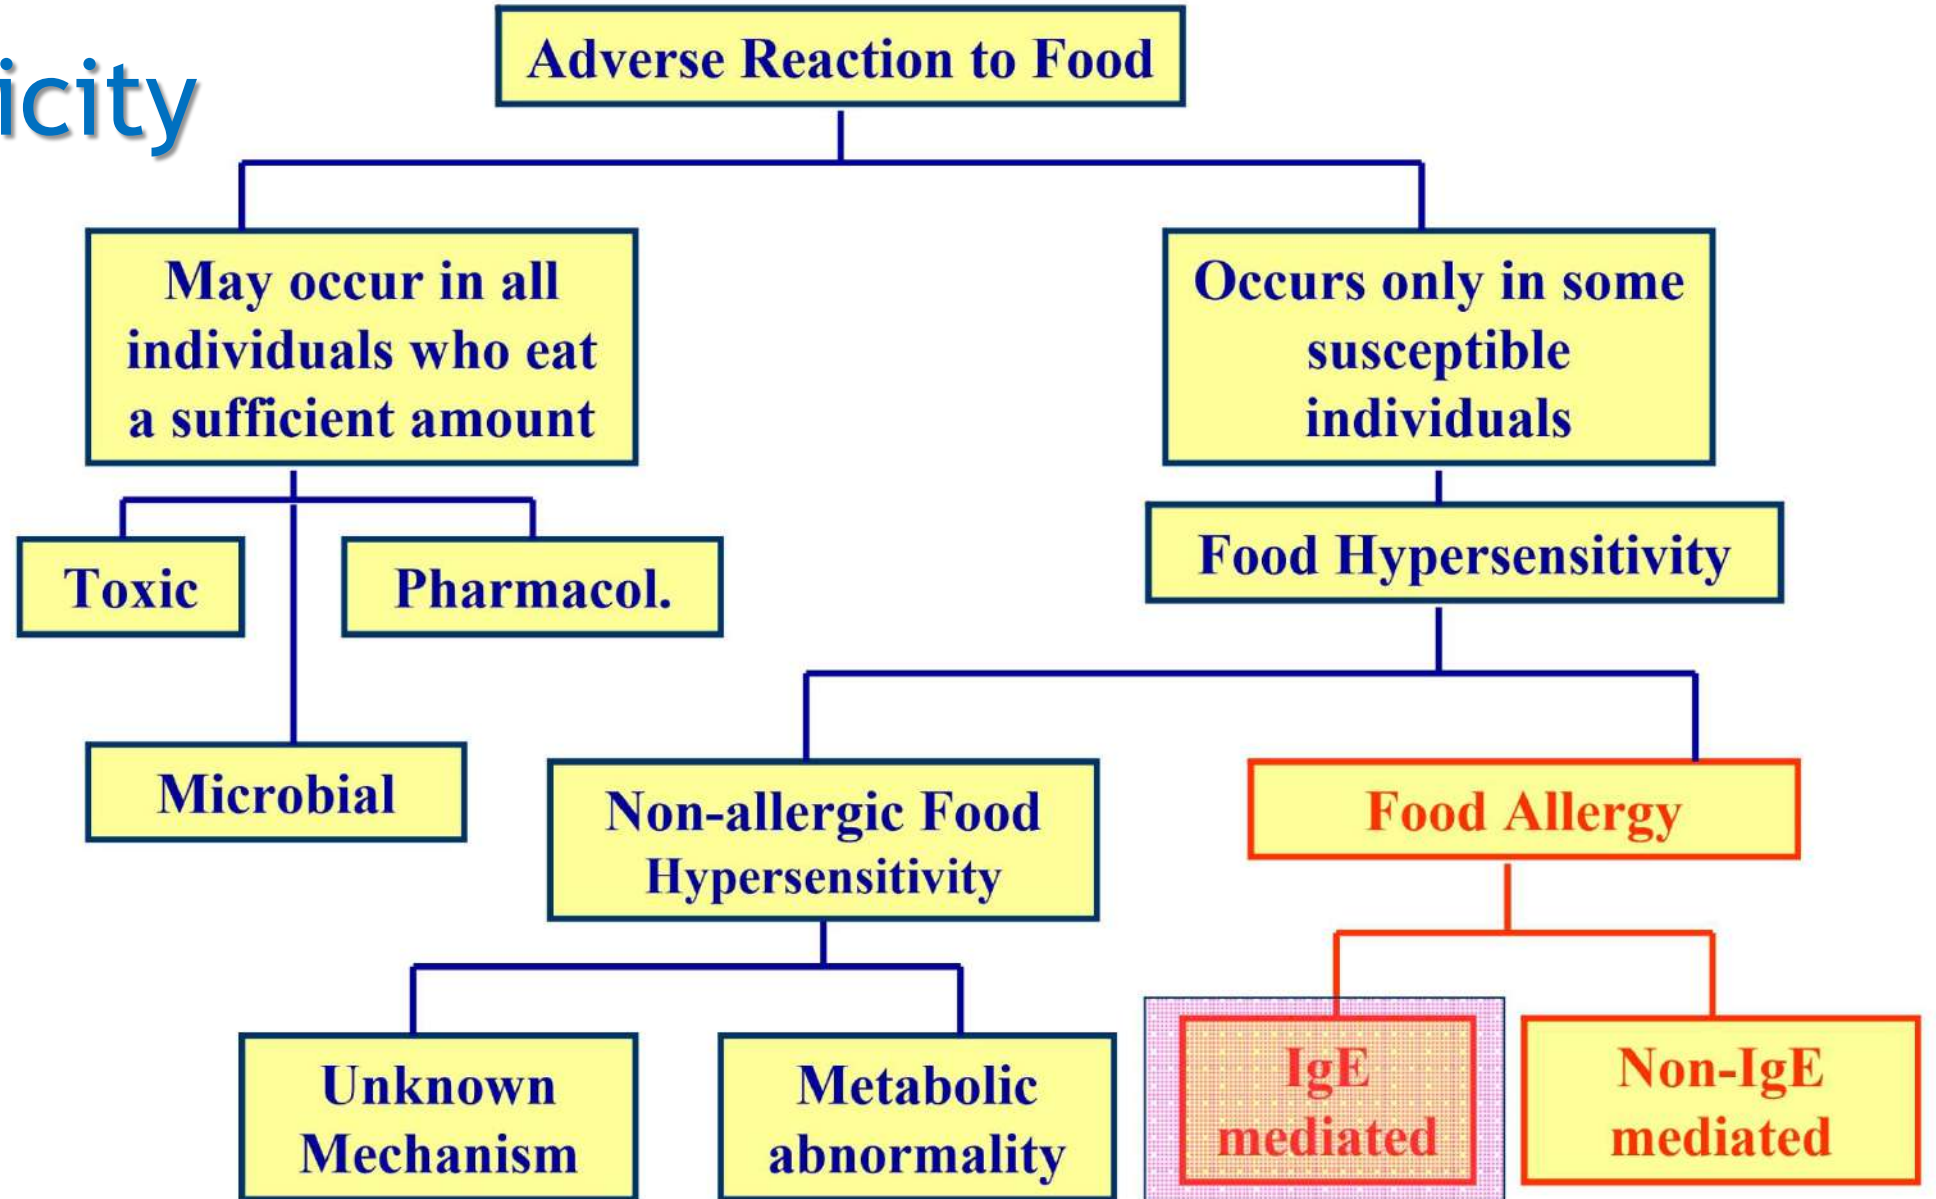 icity
Adverse Reaction to Food
May occur in all
individuals who eat
a sufficient amount
Occurs only in some
susceptible
individuals
Toxic
Pharmacol.
Food Hypersensitivity
Microbial
Non-allergic Food
Hypersensitivity
Food Allergy
Unknown
Mechanism
Metabolic
abnormality
IgE
mediated
Non-IgE
mediated